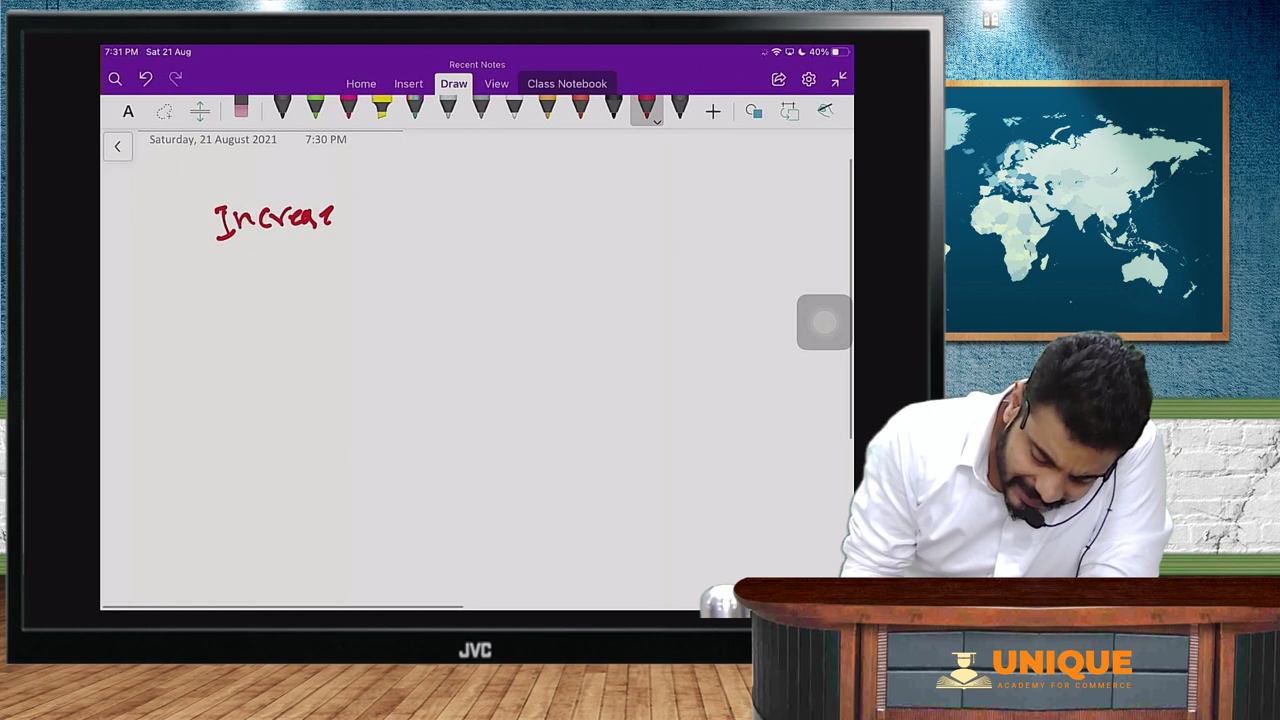 7:31 PM Sat 21 Aug
40%
Recent Notes
Home Insert Draw View Class Notebook
A
Saturday, 21 August 2021 7:30 PM
Increase
JVC
UNIQUE
ACADEMY FOR COMMERCE